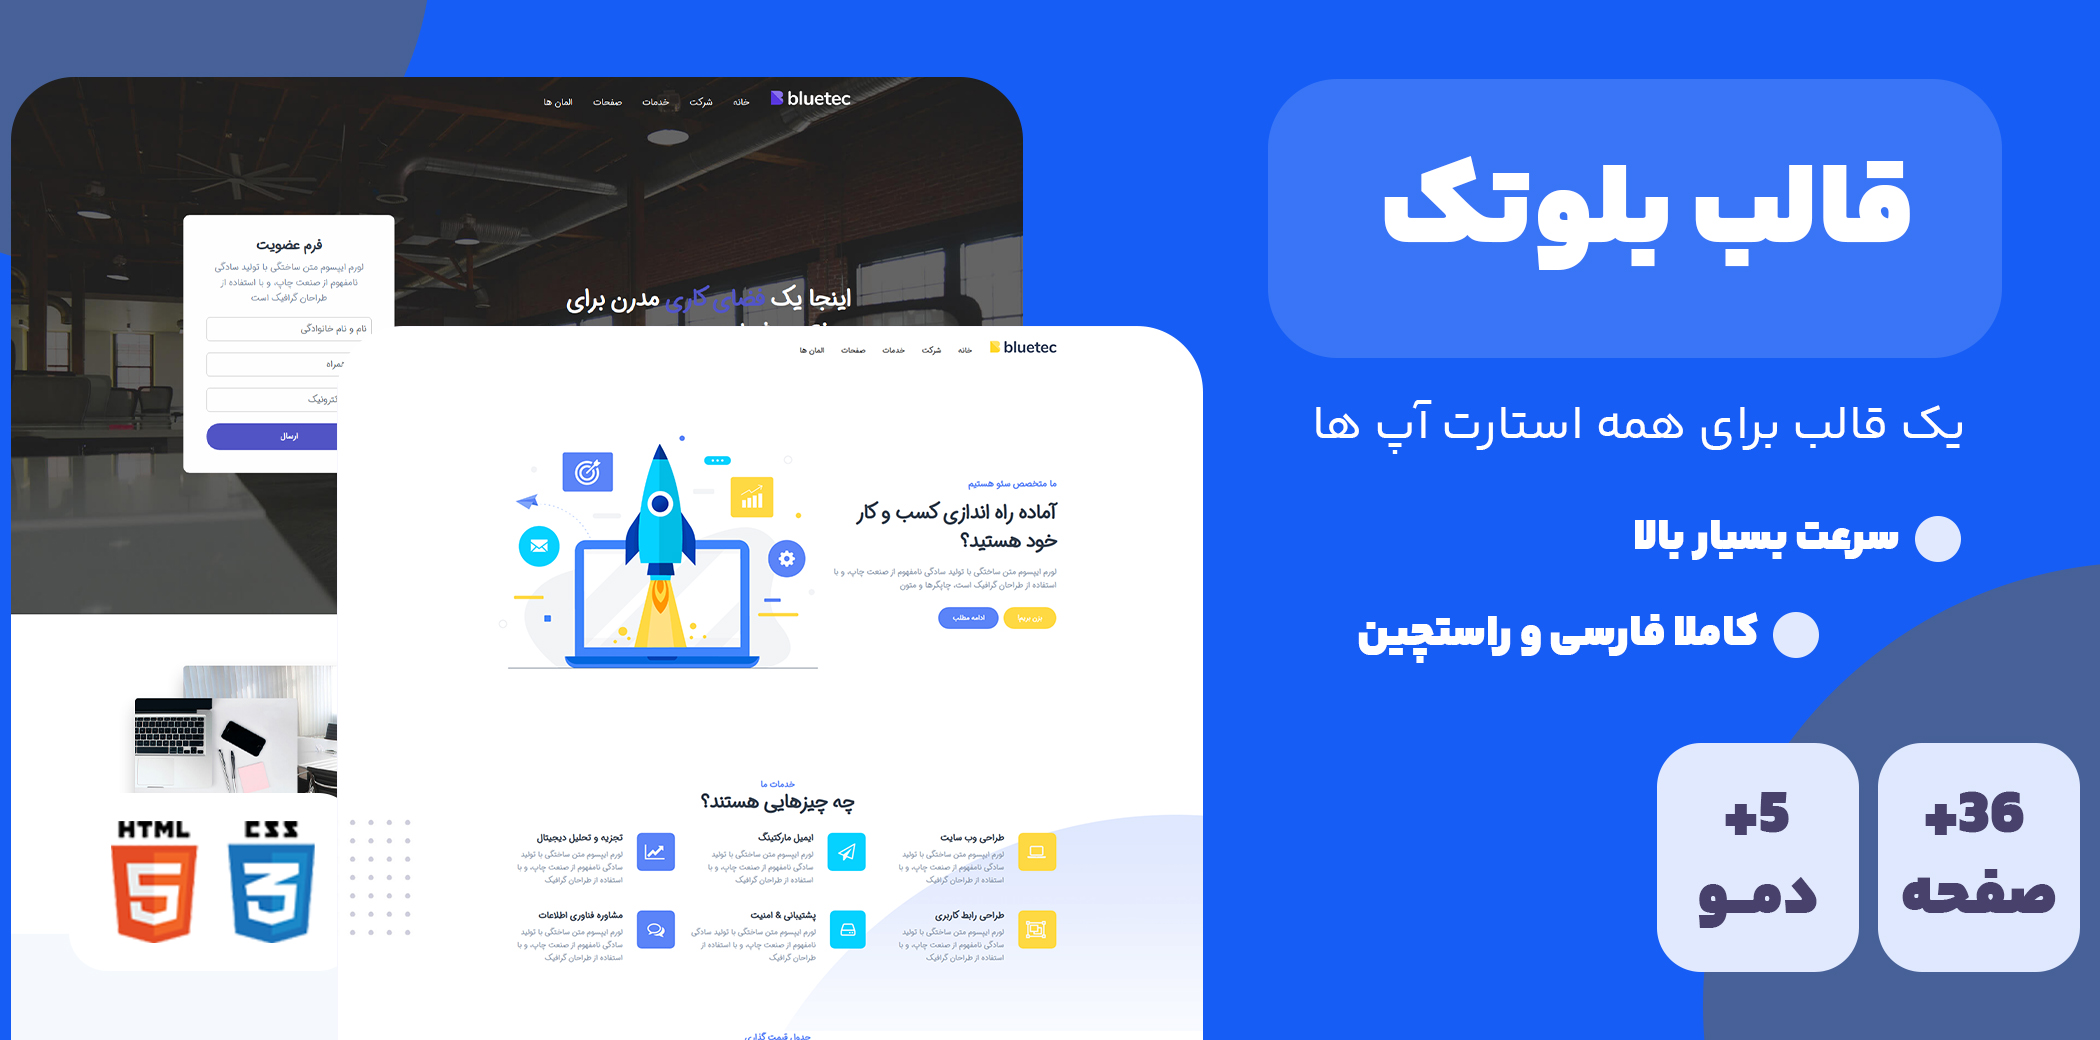 قالب بلوتک
یک قالب برای همه استارت آپ ها
سرعت بسیار بالا
کاملا فارسی و راستچین
36+
صفحه
5+
دمو
bluetec
خانه
شرکت
خدمات
صفحات
المان ها
اینجا یک فضای کاری مدرن برای
فرم عضویت
لورم ایپسوم متن ساختگی با تولید سادگی
نامفهوم از صنعت چاپ، و با استفاده از
طراحان گرافیک است
نام و نام خانوادگی
ارسال
bluetec
خانه
شرکت
خدمات
صفحات
المان ها
ما متخصص سئو هستیم
آماده راه اندازی کسب و کار
خود هستید؟
لورم ایپسوم متن ساختگی با تولید سادگی نامفهوم از صنعت چاپ، و با
استفاده از طراحان گرافیک است، چاپگرها و متون
بزن بریم!
ادامه مطلب
خدمات ما
چه چیزهایی هستند؟
طراحی وب سایت
لورم ایپسوم متن ساختگی با تولید
سادگی نامفهوم از صنعت چاپ، و با
استفاده از طراحان گرافیک
ایمیل مارکتینگ
لورم ایپسوم متن ساختگی با تولید
سادگی نامفهوم از صنعت چاپ، و با
استفاده از طراحان گرافیک
تجزیه و تحلیل دیجیتال
لورم ایپسوم متن ساختگی با تولید
سادگی نامفهوم از صنعت چاپ، و با
استفاده از طراحان گرافیک
طراحی رابط کاربری
لورم ایپسوم متن ساختگی با تولید
سادگی نامفهوم از صنعت چاپ، و با
استفاده از طراحان گرافیک
پشتیبانی & امنیت
لورم ایپسوم متن ساختگی با تولید سادگی
نامفهوم از صنعت چاپ، و با استفاده از
طراحان گرافیک
مشاوره فناوری اطلاعات
لورم ایپسوم متن ساختگی با تولید
سادگی نامفهوم از صنعت چاپ، و با
استفاده از طراحان گرافیک
جدول قیمت گذاری
HTML
5
CSS
3